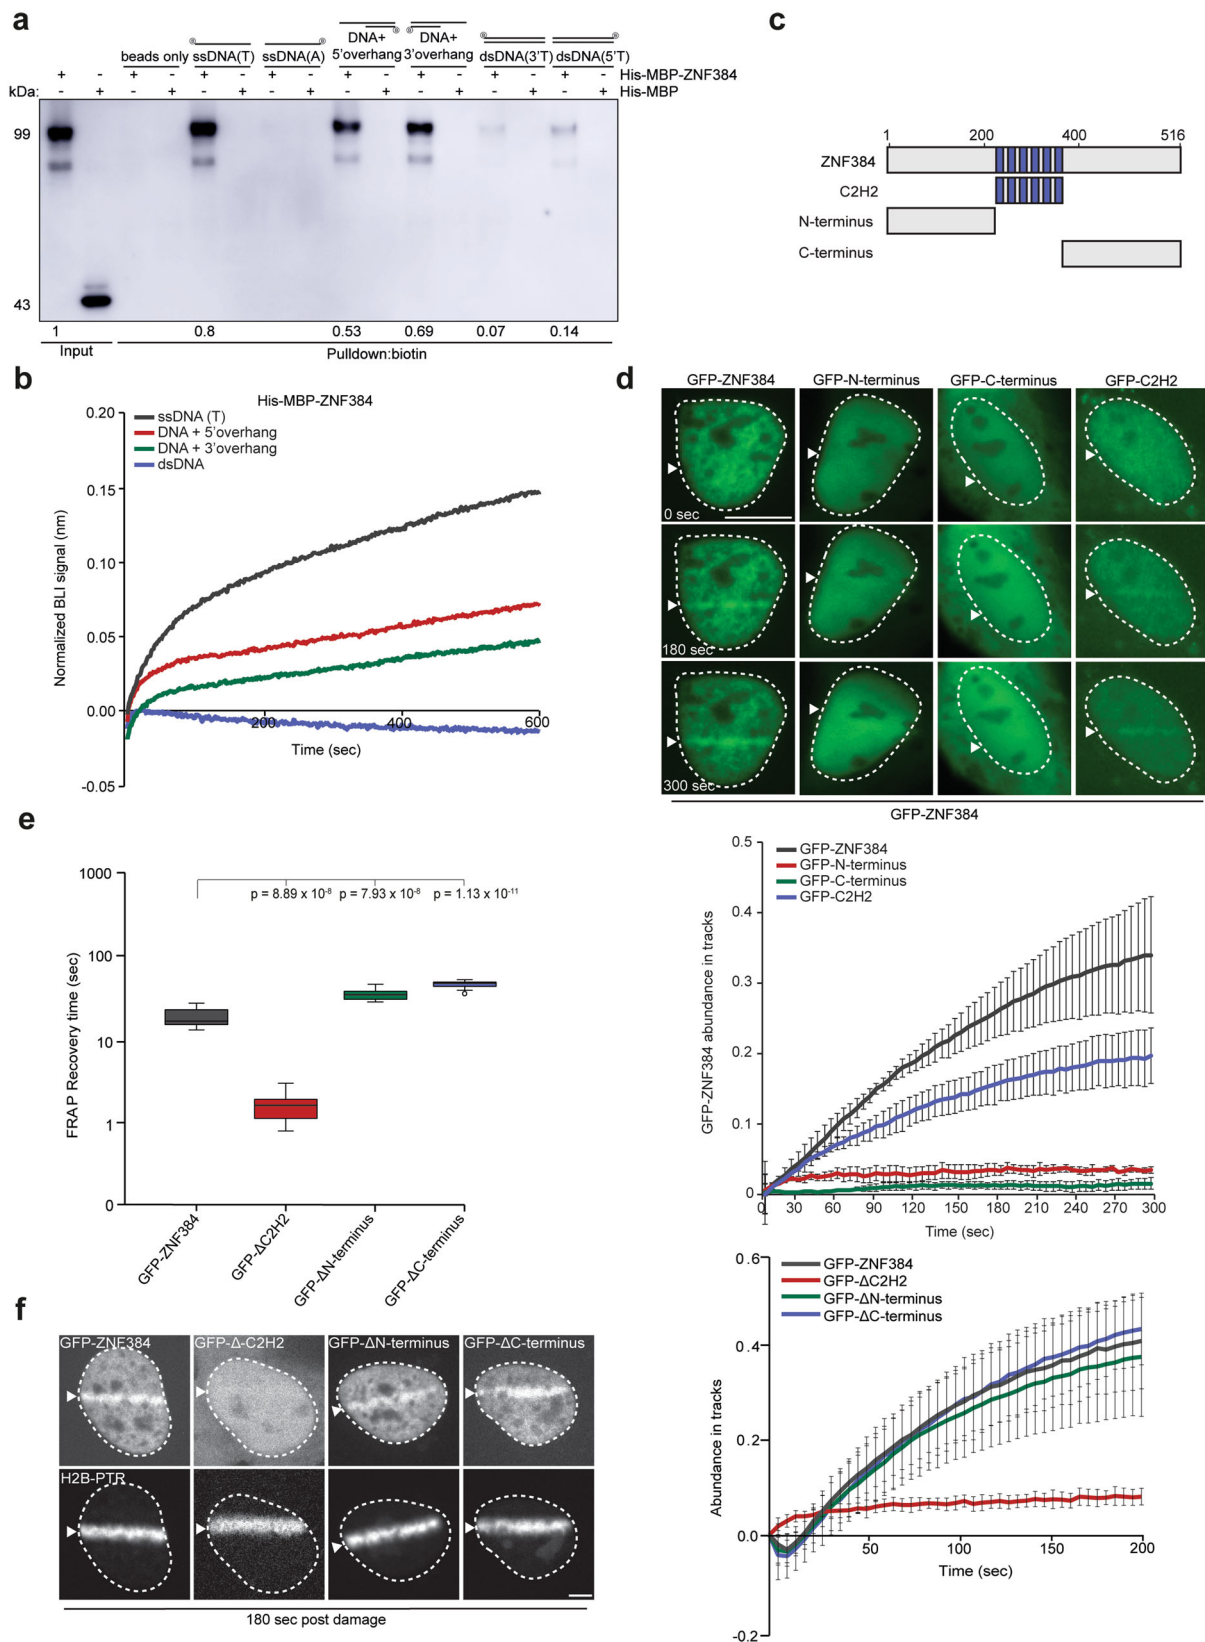 a
beads only ssDNA(T) ssDNA(A) DNA+ 5'overhang DNA+ 3'overhang dsDNA(3'T) dsDNA(5'T)
+ - + - + - + - + - + - + - + - His-MBP-ZNF384
kDa: - + - + - + - + - + - + - + - + His-MBP
99
43
1 0.8 0.53 0.69 0.07 0.14
Input Pulldown:biotin
b
His-MBP-ZNF384
ssDNA (T)
DNA + 5'overhang
DNA + 3'overhang
dsDNA
Normalized BLI signal (nm)
0.20
0.15
0.10
0.05
0.00
-0.05
200 400 600
Time (sec)
c
1 200 400 516
ZNF384
C2H2
N-terminus
C-terminus
d
GFP-ZNF384 GFP-N-terminus GFP-C-terminus GFP-C2H2
0 sec
180 sec
300 sec
GFP-ZNF384
GFP-ZNF384
GFP-N-terminus
GFP-C-terminus
GFP-C2H2
GFP-ZNF384 abundance in tracks
0.5
0.4
0.3
0.2
0.1
0
0 30 60 90 120 150 180 210 240 270 300
Time (sec)
e
FRAP Recovery time (sec)
1000
100
10
1
0
p = 8.89 x 10-8 p = 7.93 x 10-8 p = 1.13 x 10-11
GFP-ZNF384 GFP-ΔC2H2 GFP-ΔN-terminus GFP-ΔC-terminus
f
GFP-ZNF384 GFP-Δ-C2H2 GFP-ΔN-terminus GFP-ΔC-terminus
H2B-PTR
180 sec post damage
GFP-ZNF384
GFP-ΔC2H2
GFP-ΔN-terminus
GFP-ΔC-terminus
Abundance in tracks
0.6
0.4
0.2
0.0
-0.2
50 100 150 200
Time (sec)